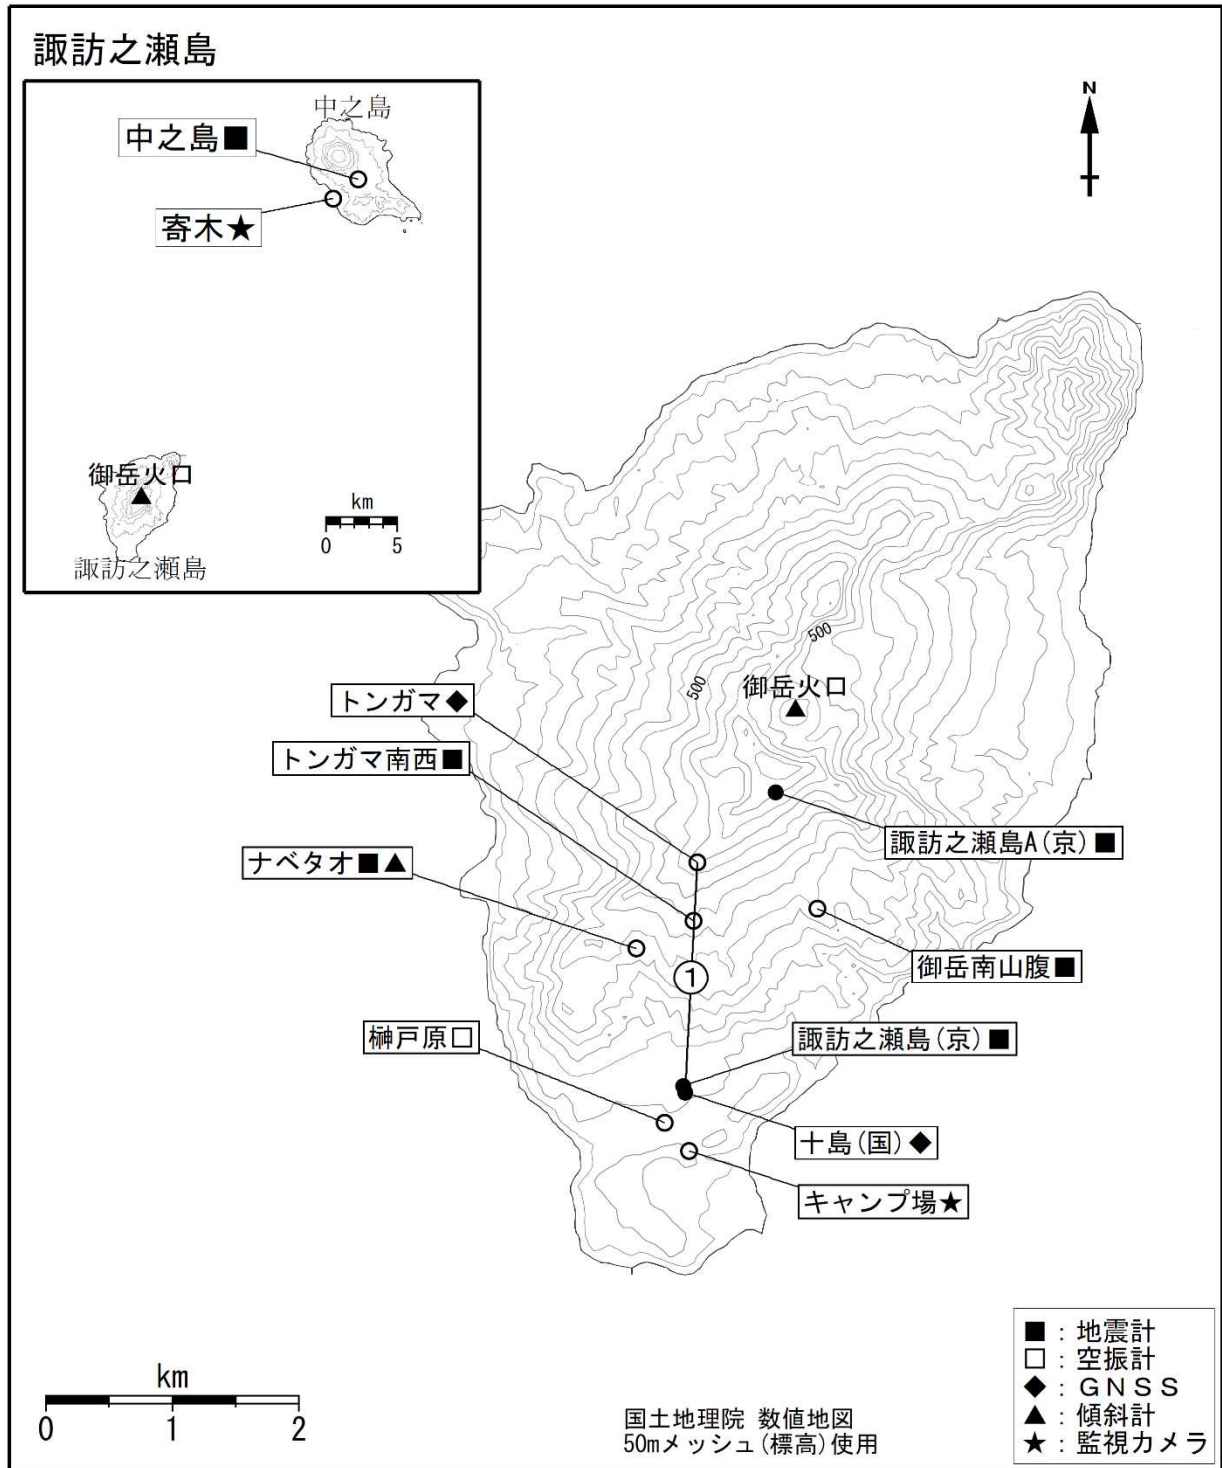 諏訪之瀬島
中之島
中之島■
寄木★
御岳火口
諏訪之瀬島
km
0 5
N
500
500
御岳火口
トンガマ◆
トンガマ南西■
諏訪之瀬島A(京)■
ナベタオ■▲
御岳南山腹■
①
榊戸原□
諏訪之瀬島(京)■
十島(国)◆
キャンプ場★
■：地震計
□：空振計
◆：ＧＮＳＳ
▲：傾斜計
★：監視カメラ
km
0 1 2
国土地理院 数値地図
50mメッシュ(標高)使用